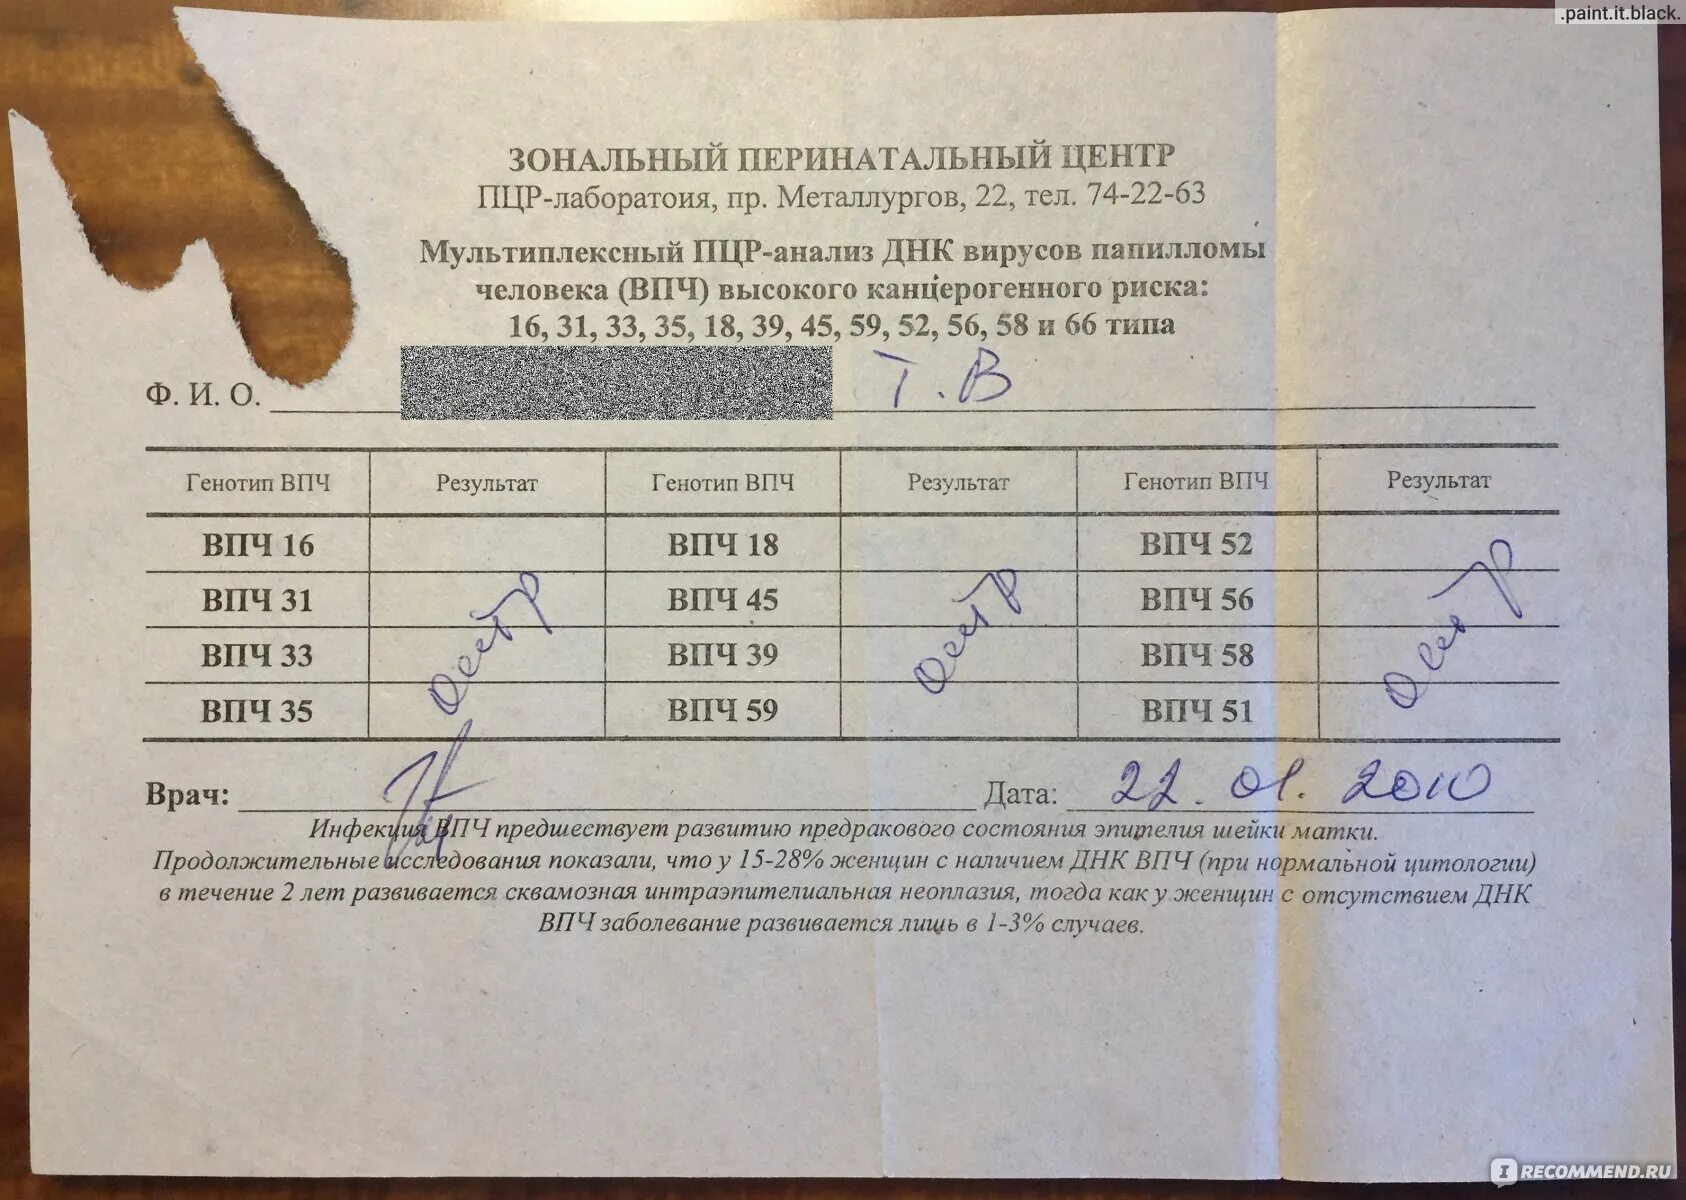 .paint.it.black.
ЗОНАЛЬНЫЙ ПЕРИНАТАЛЬНЫЙ ЦЕНТР
ПЦР-лаборатоия, пр. Металлургов, 22, тел. 74-22-63
Мультиплексный ПЦР-анализ ДНК вирусов папилломы
человека (ВПЧ) высокого канцерогенного риска:
16, 31, 33, 35, 18, 39, 45, 59, 52, 56, 58 и 66 типа
Ф. И. О. Т. В
Генотип ВПЧ Результат Генотип ВПЧ Результат Генотип ВПЧ Результат
ВПЧ 16 ВПЧ 18 ВПЧ 52
ВПЧ 31 ВПЧ 45 ВПЧ 56
ВПЧ 33 ВПЧ 39 ВПЧ 58
ВПЧ 35 ВПЧ 59 ВПЧ 51
Врач: Дата: 22.01.2010
Инфекция ВПЧ предшествует развитию предракового состояния эпителия шейки матки.
Продолжительные исследования показали, что у 15-28% женщин с наличием ДНК ВПЧ (при нормальной цитологии)
в течение 2 лет развивается сквамозная интраэпителиальная неоплазия, тогда как у женщин с отсутствием ДНК
ВПЧ заболевание развивается лишь в 1-3% случаев.
IRECOMMEND.RU